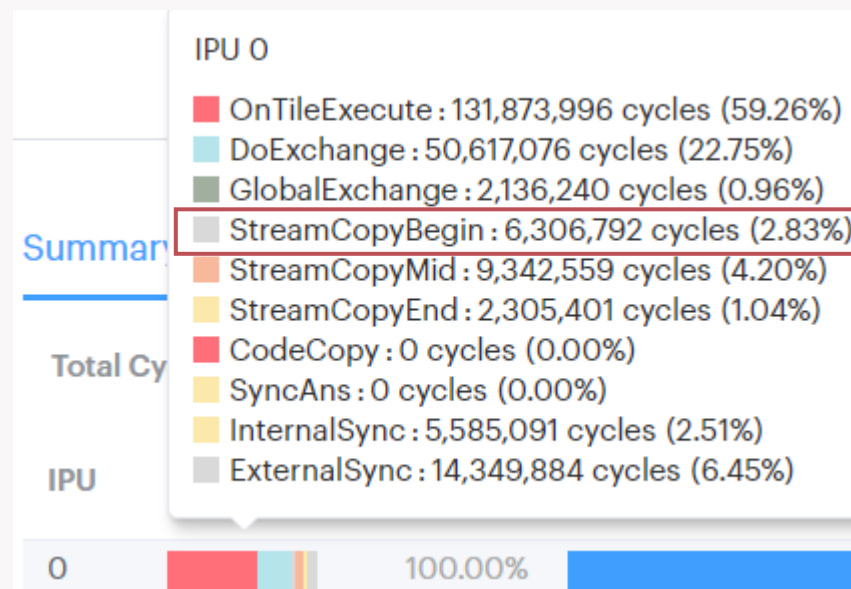 IPU 0
OnTileExecute : 131,873,996 cycles (59.26%)
DoExchange : 50,617,076 cycles (22.75%)
GlobalExchange : 2,136,240 cycles (0.96%)
StreamCopyBegin : 6,306,792 cycles (2.83%)
Summary
StreamCopyMid : 9,342,559 cycles (4.20%)
StreamCopyEnd : 2,305,401 cycles (1.04%)
Total Cy
CodeCopy : 0 cycles (0.00%)
SyncAns : 0 cycles (0.00%)
InternalSync : 5,585,091 cycles (2.51%)
IPU
ExternalSync : 14,349,884 cycles (6.45%)
0 100.00%